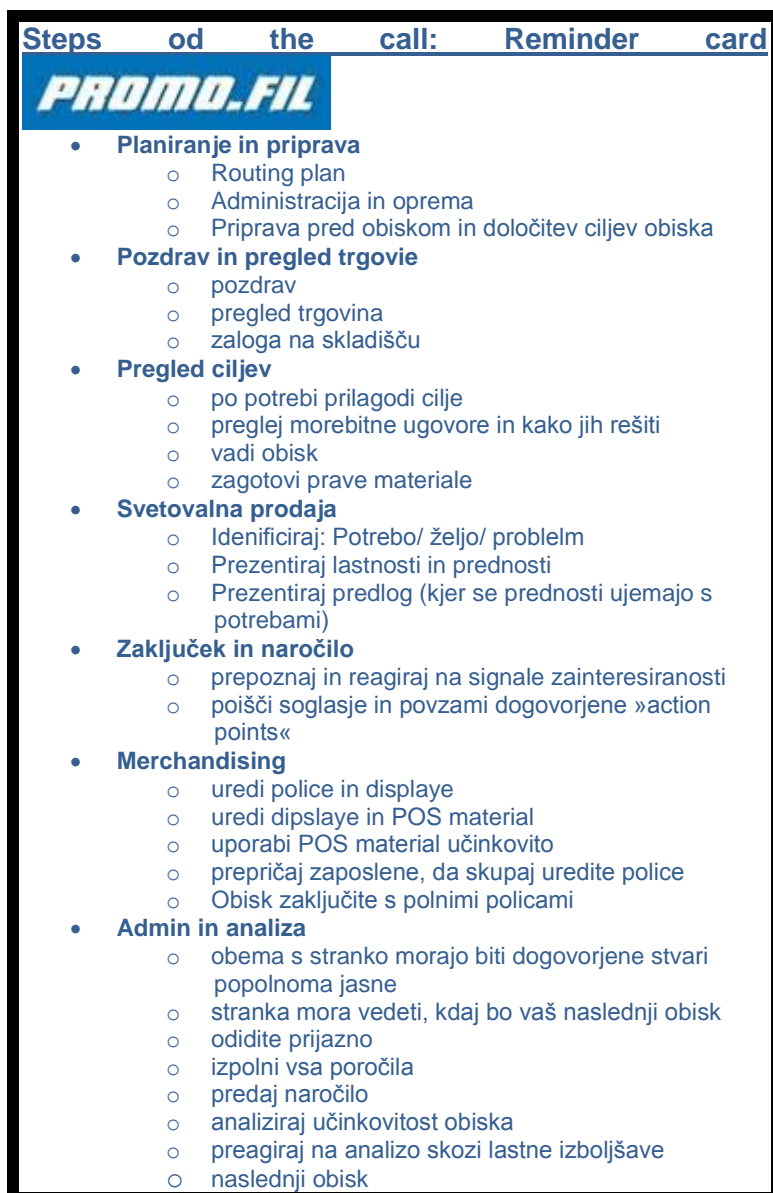 Steps od the call: Reminder card
PROMO.FIL
• Planiranje in priprava
o Routing plan
o Administracija in oprema
o Priprava pred obiskom in določitev ciljev obiska
• Pozdrav in pregled trgovie
o pozdrav
o pregled trgovina
o zaloga na skladišču
• Pregled ciljev
o po potrebi prilagodi cilje
o preglej morebitne ugovore in kako jih rešiti
o vadi obisk
o zagotovi prave materiale
• Svetovalna prodaja
o Idenificiraj: Potrebo/ željo/ problelm
o Prezentiraj lastnosti in prednosti
o Prezentiraj predlog (kjer se prednosti ujemajo s
potrebami)
• Zaključek in naročilo
o prepoznaj in reagiraj na signale zainteresiranosti
o poišči soglasje in povzami dogovorjene »action
points«
• Merchandising
o uredi police in displaye
o uredi dipslaye in POS material
o uporabi POS material učinkovito
o prepričaj zaposlene, da skupaj uredite police
o Obisk zaključite s polnimi policami
• Admin in analiza
o obema s stranko morajo biti dogovorjene stvari
popolnoma jasne
o stranka mora vedeti, kdaj bo vaš naslednji obisk
o odidite prijazno
o izpolni vsa poročila
o predaj naročilo
o analiziraj učinkovitost obiska
o preagiraj na analizo skozi lastne izboljšave
o naslednji obisk